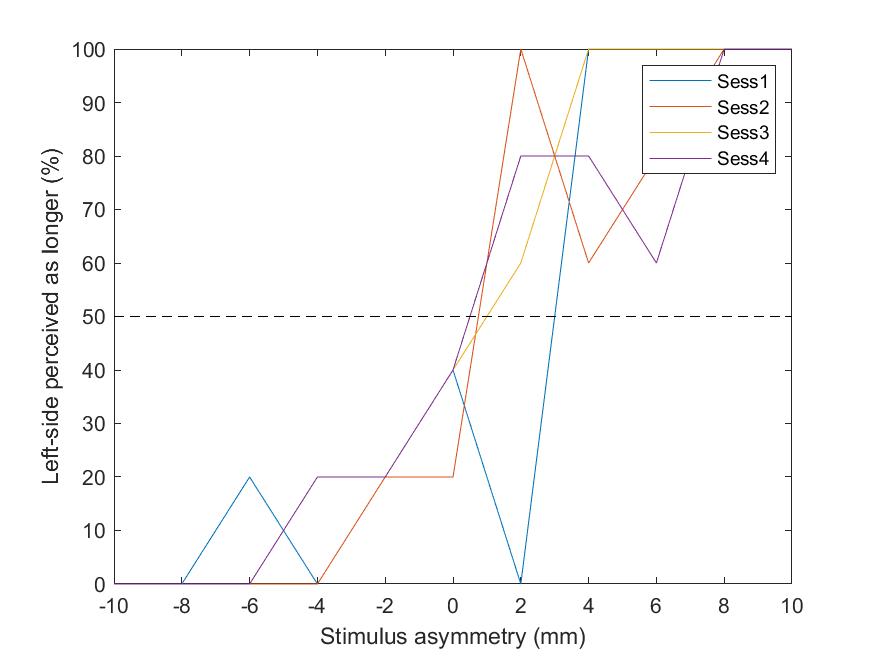 100
90
80
70
60
50
40
30
20
10
0
Left-side perceived as longer (%)
Sess1
Sess2
Sess3
Sess4
-10 -8 -6 -4 -2 0 2 4 6 8 10
Stimulus asymmetry (mm)